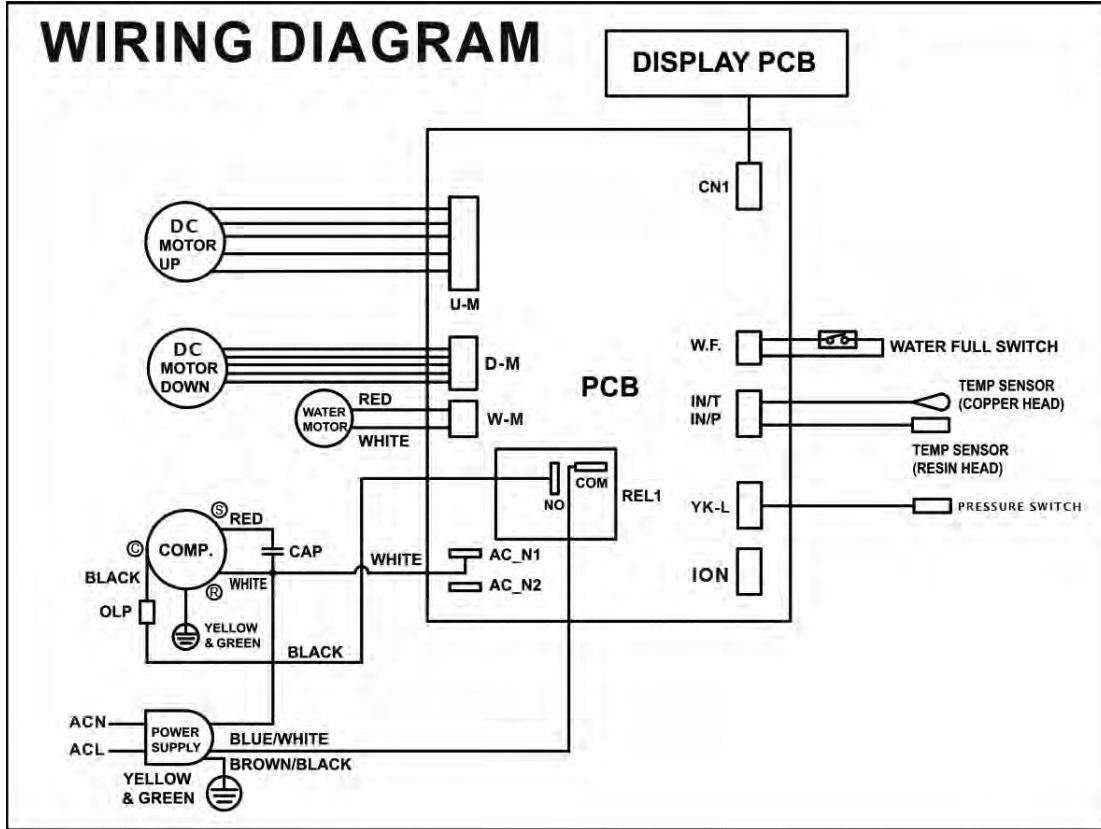 WIRING DIAGRAM
DISPLAY PCB
CN1
DC
MOTOR
UP
U-M
DC
MOTOR
DOWN
D-M
W.F.
WATER FULL SWITCH
PCB
WATER
MOTOR
RED
WHITE
W-M
IN/T
IN/P
TEMP SENSOR
(COPPER HEAD)
TEMP SENSOR
(RESIN HEAD)
NO
COM
REL1
YK-L
PRESSURE SWITCH
S
RED
C
COMP.
CAP
WHITE
AC_N1
BLACK
R
WHITE
AC_N2
ION
OLP
YELLOW
& GREEN
BLACK
ACN
ACL
POWER
SUPPLY
BLUE/WHITE
BROWN/BLACK
YELLOW
& GREEN